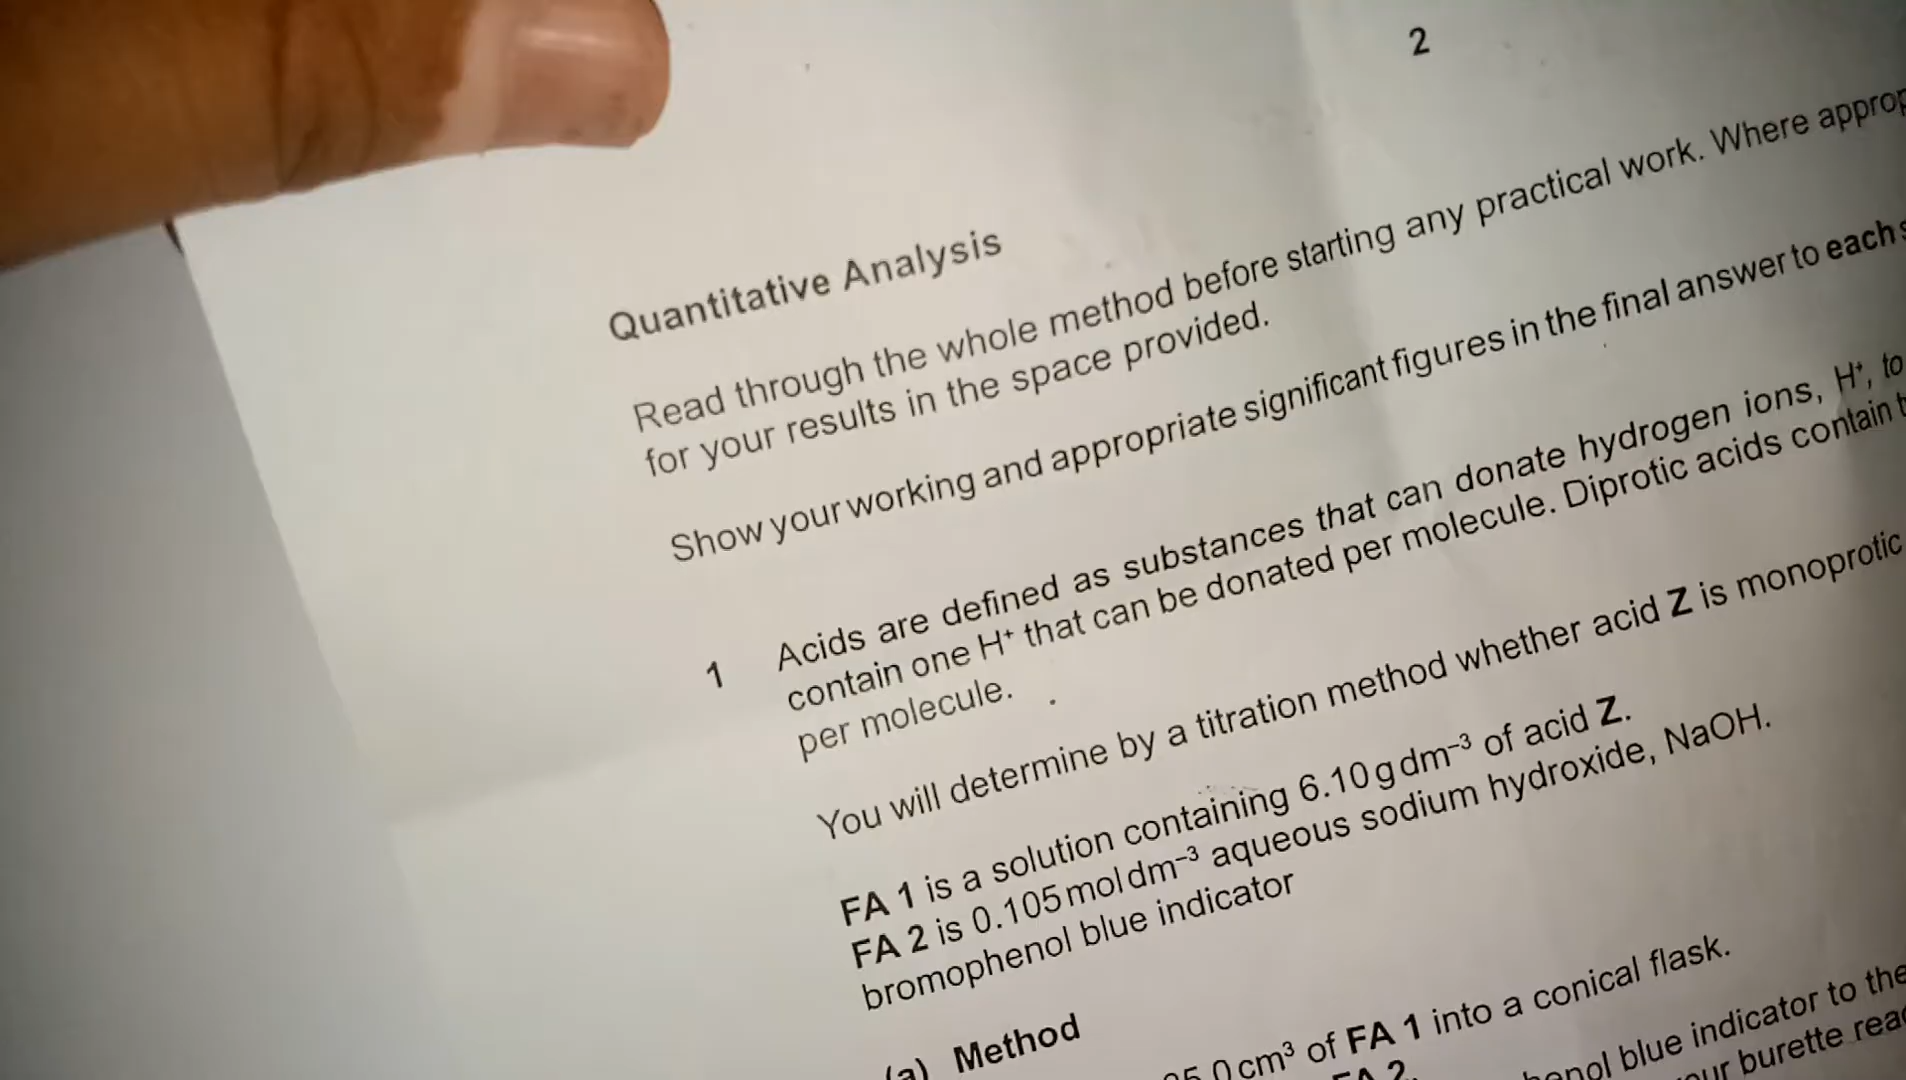 2
Quantitative Analysis
Read through the whole method before starting any practical work. Where
for your results in the space provided.
Show your working and appropriate significant figures in the final answer to each
1 Acids are defined as substances that can donate hydrogen ions, H⁺, to
contain one H⁺ that can be donated per molecule. Diprotic acids contain
per molecule.
You will determine by a titration method whether acid Z is monoprotic
FA 1 is a solution containing 6.10 g dm⁻³ of acid Z.
FA 2 is 0.105 mol dm⁻³ aqueous sodium hydroxide, NaOH.
bromophenol blue indicator
(a) Method
cm³ of FA 1 into a conical flask.
FA 2.
blue indicator to the
burette